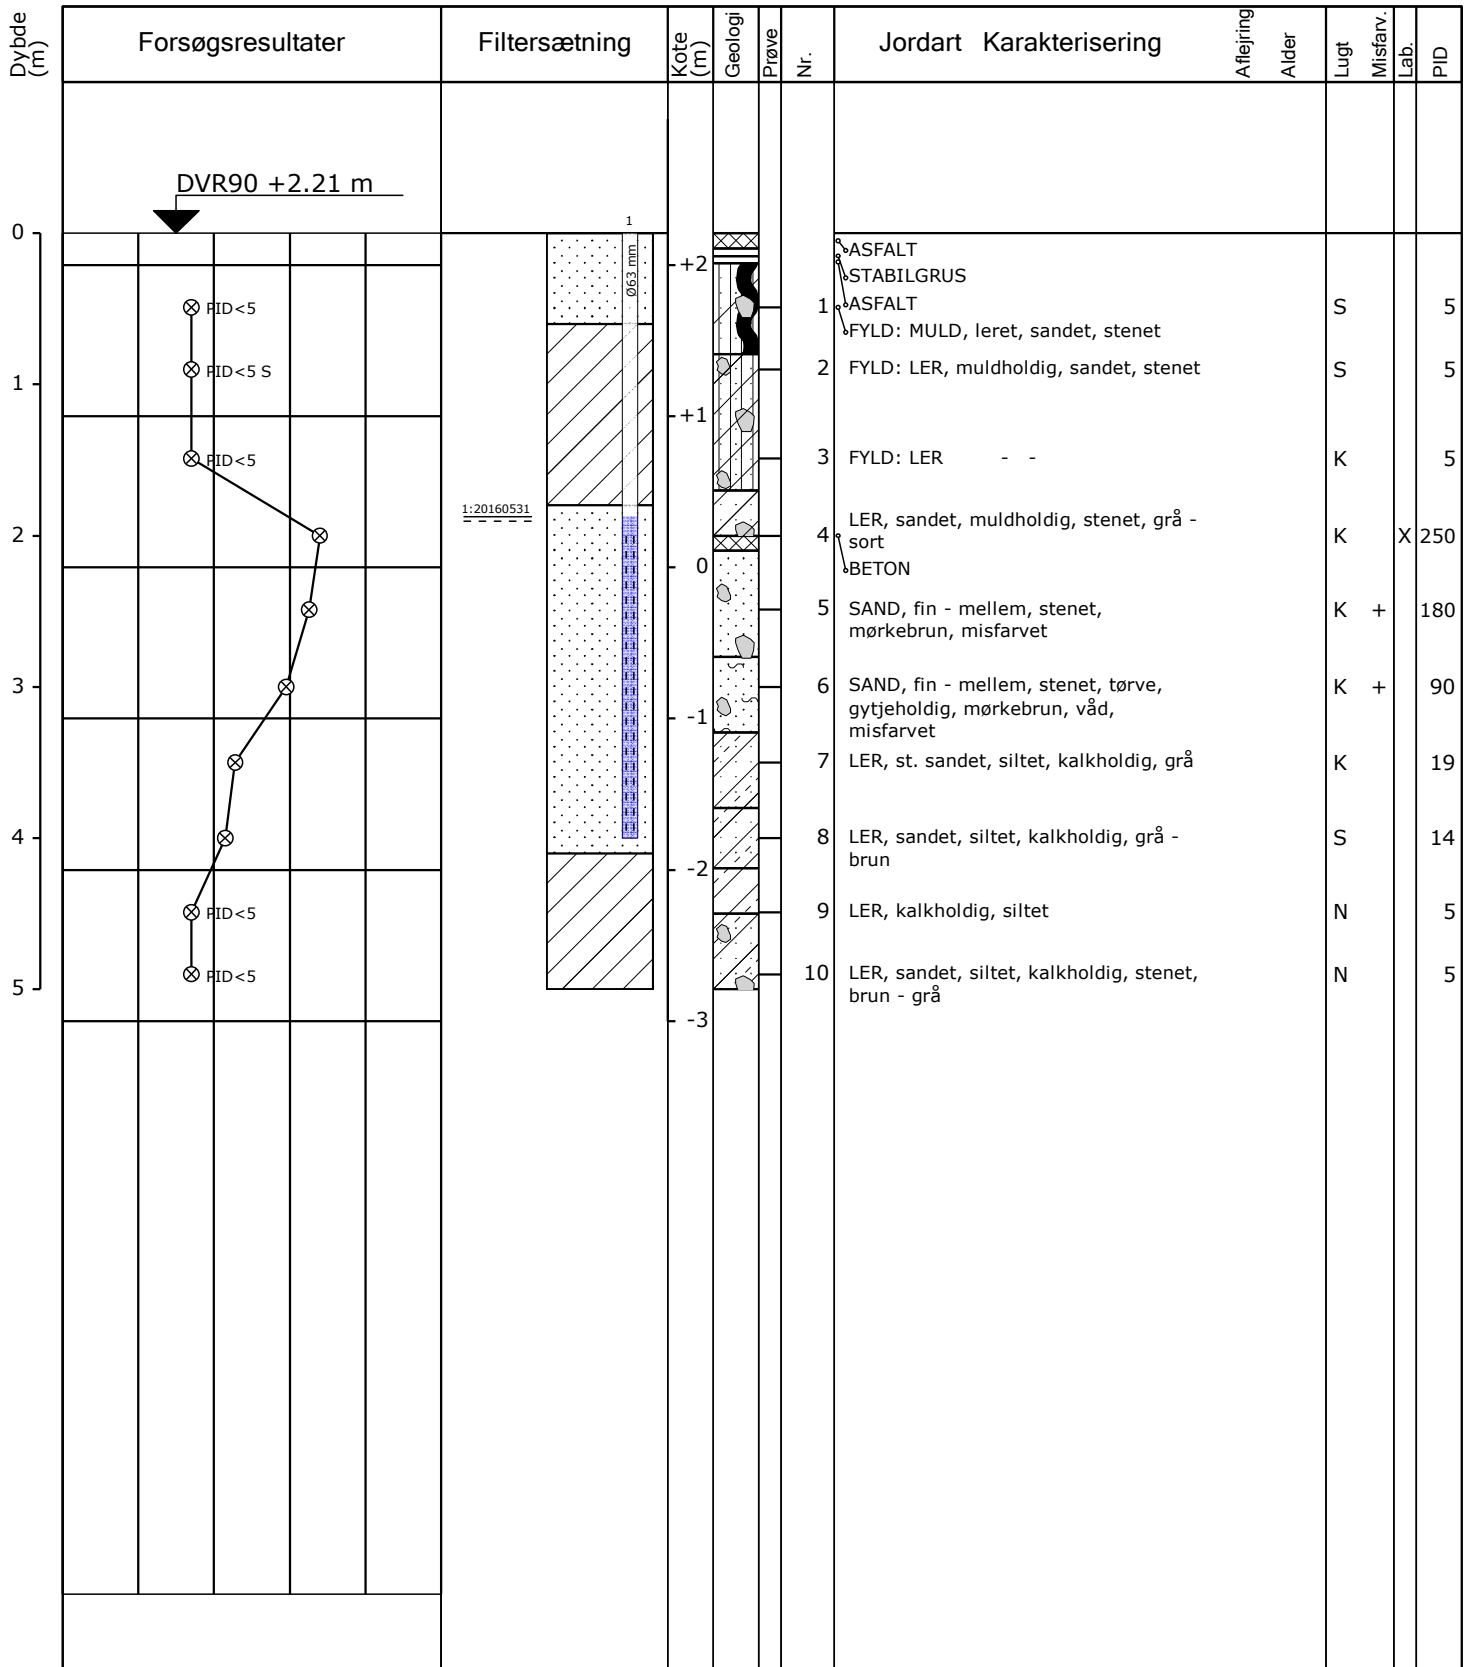 Dybde
(m)
Forsøgsresultater
Filtersætning
Kote
(m)
Geologi
Prøve
Nr.
Jordart Karakterisering
Aflejring
Alder
Lugt
Misfarv.
Lab.
PID
DVR90 +2.21 m
0
1
Ø63 mm
+2
ASFALT
STABILGRUS
ASFALT
PID<5
1
FYLD: MULD, leret, sandet, stenet
S
5
PID<5 S
2
FYLD: LER, muldholdig, sandet, stenet
S
5
1
+1
PID<5
3
FYLD: LER - -
K
5
1:20160531
2
4
LER, sandet, muldholdig, stenet, grå -
sort
K
X
250
BETON
0
5
SAND, fin - mellem, stenet,
mørkebrun, misfarvet
K
+
180
3
6
SAND, fin - mellem, stenet, tørve,
gytjeholdig, mørkebrun, våd,
misfarvet
K
+
90
-1
7
LER, st. sandet, siltet, kalkholdig, grå
K
19
4
8
LER, sandet, siltet, kalkholdig, grå -
brun
S
14
-2
PID<5
9
LER, kalkholdig, siltet
N
5
PID<5
10
LER, sandet, siltet, kalkholdig, stenet,
brun - grå
N
5
5
-3